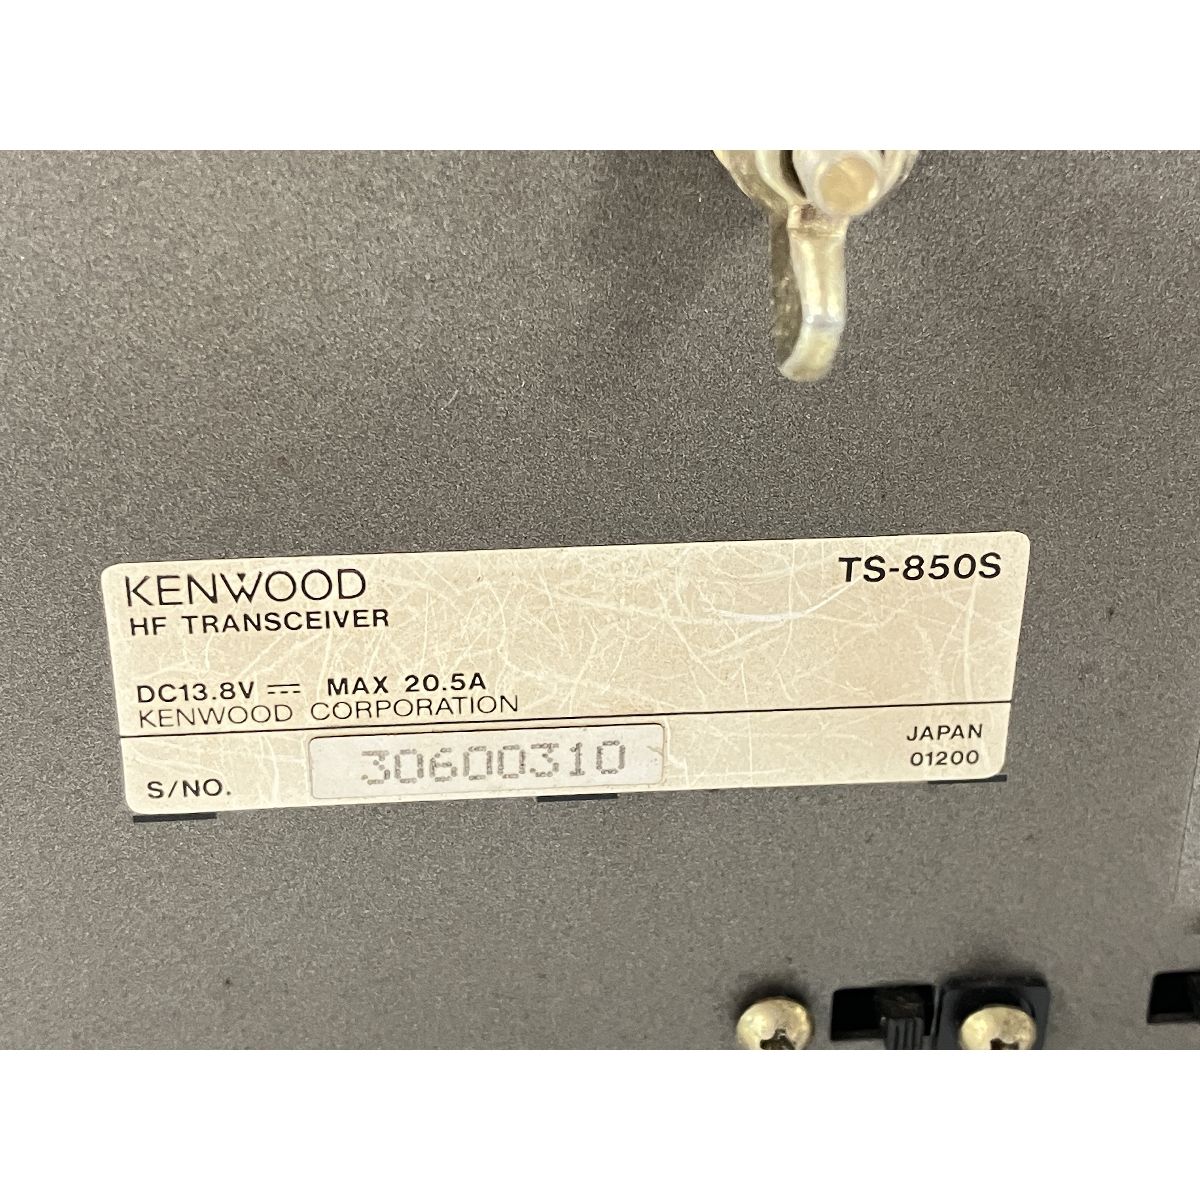 KENWOOD
TS-850S
HF TRANSCEIVER
DC13.8V ⎓ MAX 20.5A
KENWOOD CORPORATION
S/NO. 30600310
JAPAN
01200